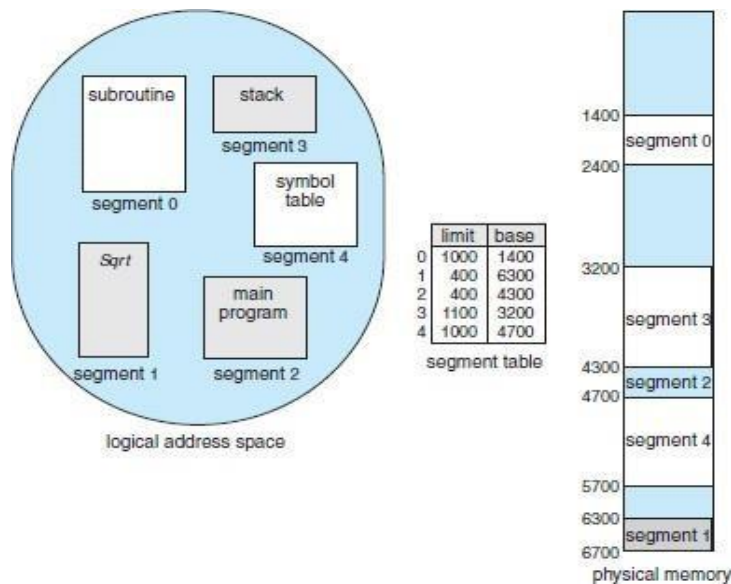 subroutine
segment 0
stack
segment 3
symbol
table
segment 4
Sqrt
segment 1
main
program
segment 2
logical address space
limit base
0 1000 1400
1 400 6300
2 400 4300
3 1100 3200
4 1000 4700
segment table
1400
segment 0
2400
3200
segment 3
4300
segment 2
4700
segment 4
5700
6300
segment 1
6700
physical memory